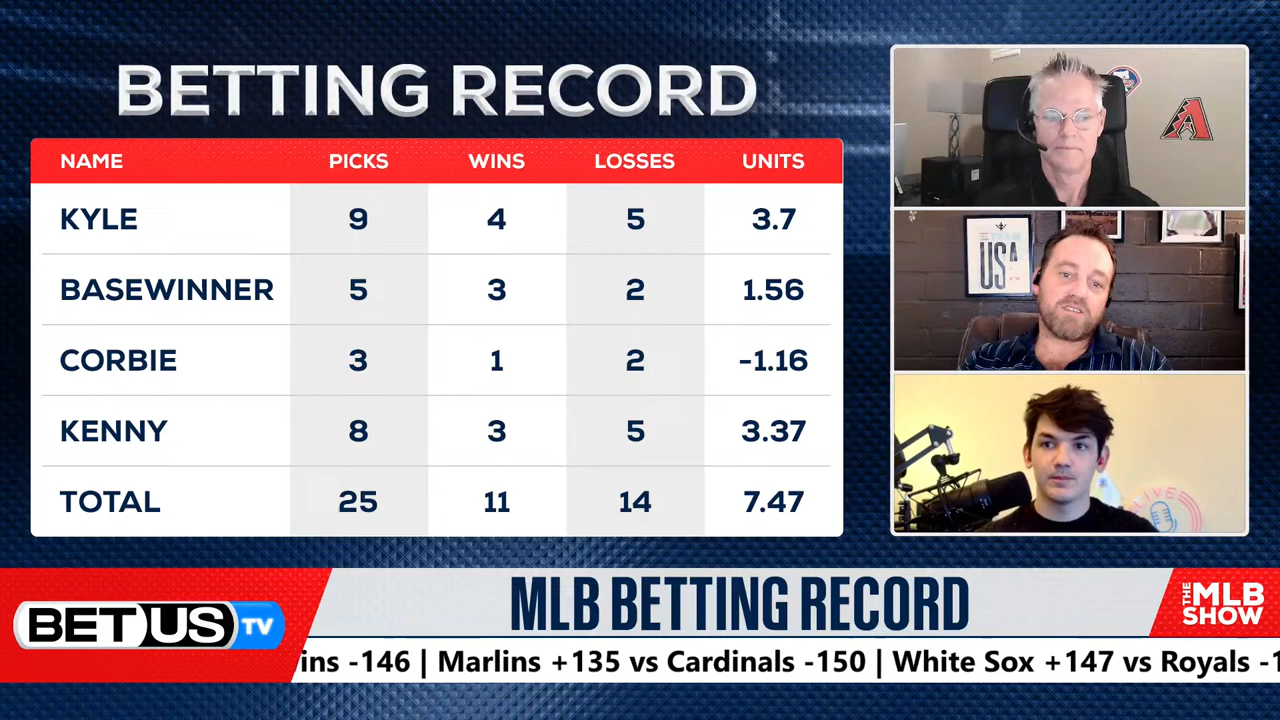 BETTING RECORD
NAME PICKS WINS LOSSES UNITS
KYLE 9 4 5 3.7
BASEWINNER 5 3 2 1.56
CORBIE 3 1 2 -1.16
KENNY 8 3 5 3.37
TOTAL 25 11 14 7.47
A
USA
LIVE
MLB BETTING RECORD
BET US TV
THE MLB SHOW
ins -146 | Marlins +135 vs Cardinals -150 | White Sox +147 vs Royals -1